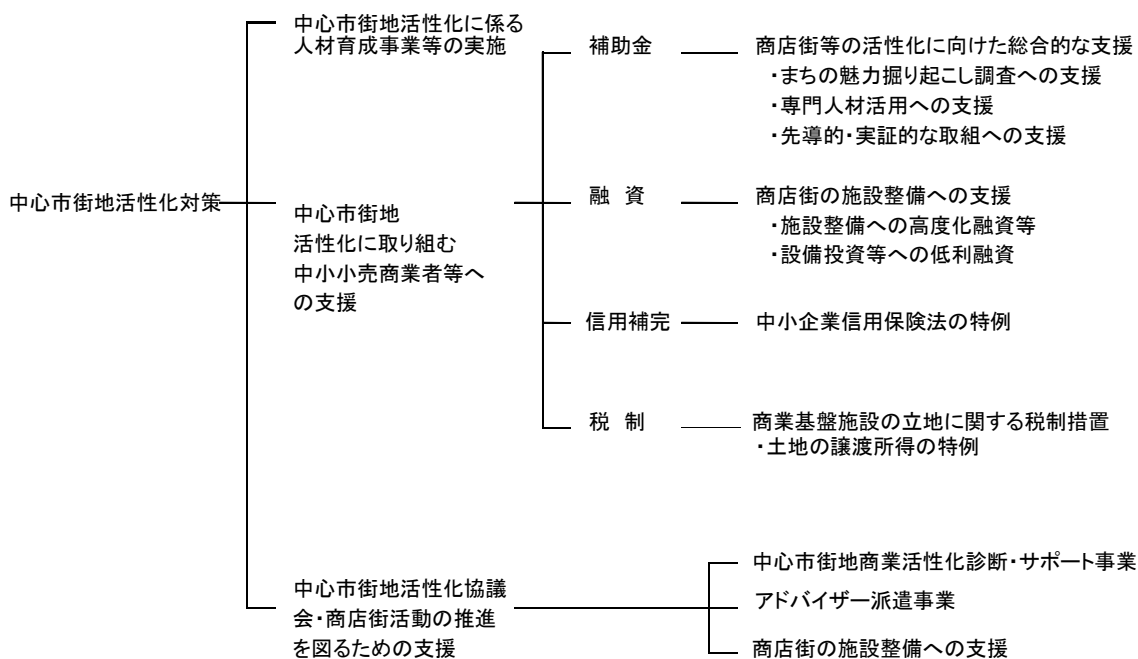 中心市街地活性化対策
中心市街地活性化に係る
人材育成事業等の実施
中心市街地
活性化に取り組む
中小小売商業者等へ
の支援
補助金
商店街等の活性化に向けた総合的な支援
・まちの魅力掘り起こし調査への支援
・専門人材活用への支援
・先導的・実証的な取組への支援
融 資
商店街の施設整備への支援
・施設整備への高度化融資等
・設備投資等への低利融資
信用補完
中小企業信用保険法の特例
税 制
商業基盤施設の立地に関する税制措置
・土地の譲渡所得の特例
中心市街地活性化協議
会・商店街活動の推進
を図るための支援
中心市街地商業活性化診断・サポート事業
アドバイザー派遣事業
商店街の施設整備への支援